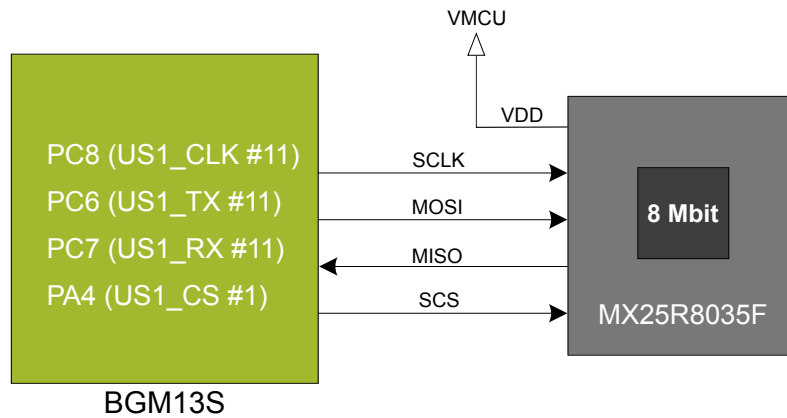 VMCU
VDD
PC8 (US1_CLK #11)
SCLK
PC6 (US1_TX #11)
MOSI
8 Mbit
PC7 (US1_RX #11)
MISO
PA4 (US1_CS #1)
SCS
MX25R8035F
BGM13S